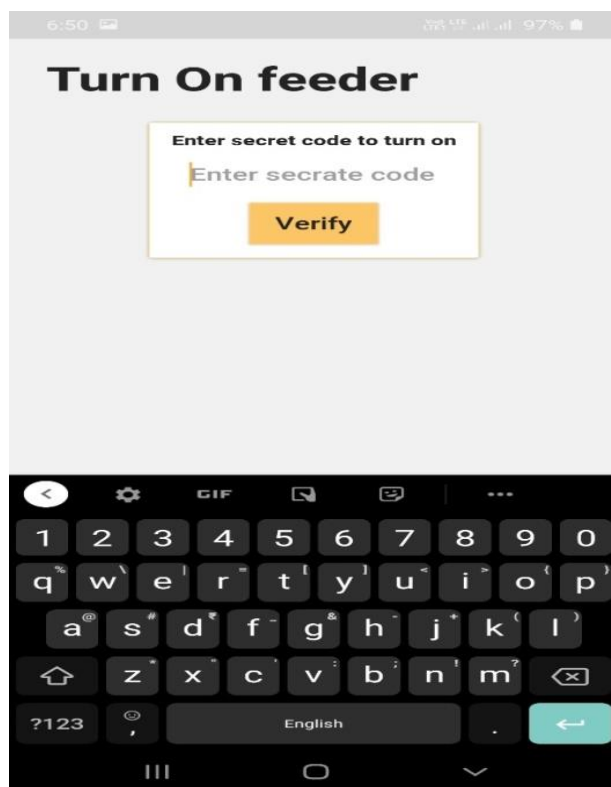 6:50 97%
Turn On feeder
Enter secret code to turn on
Enter secrate code
Verify
GIF
1 2 3 4 5 6 7 8 9 0
q w e r t y u i o p
a s d f g h j k l
z x c v b n m
?123 , English .